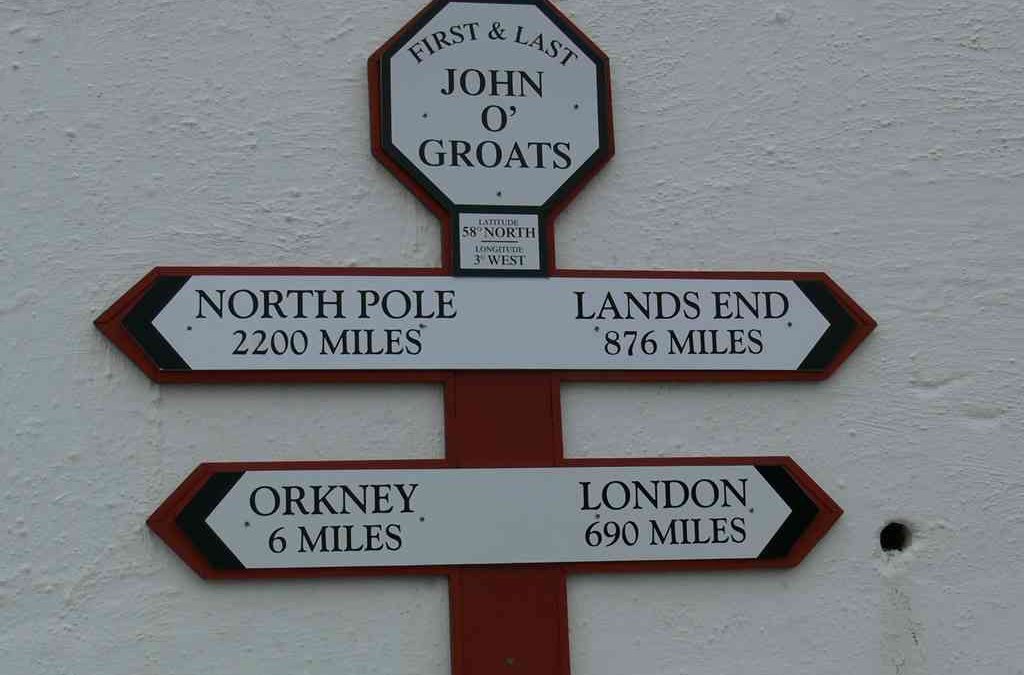 FIRST & LAST
JOHN
O'
GROATS
LATITUDE
58° NORTH
LONGITUDE
3° WEST
NORTH POLE
2200 MILES
LANDS END
876 MILES
ORKNEY
6 MILES
LONDON
690 MILES